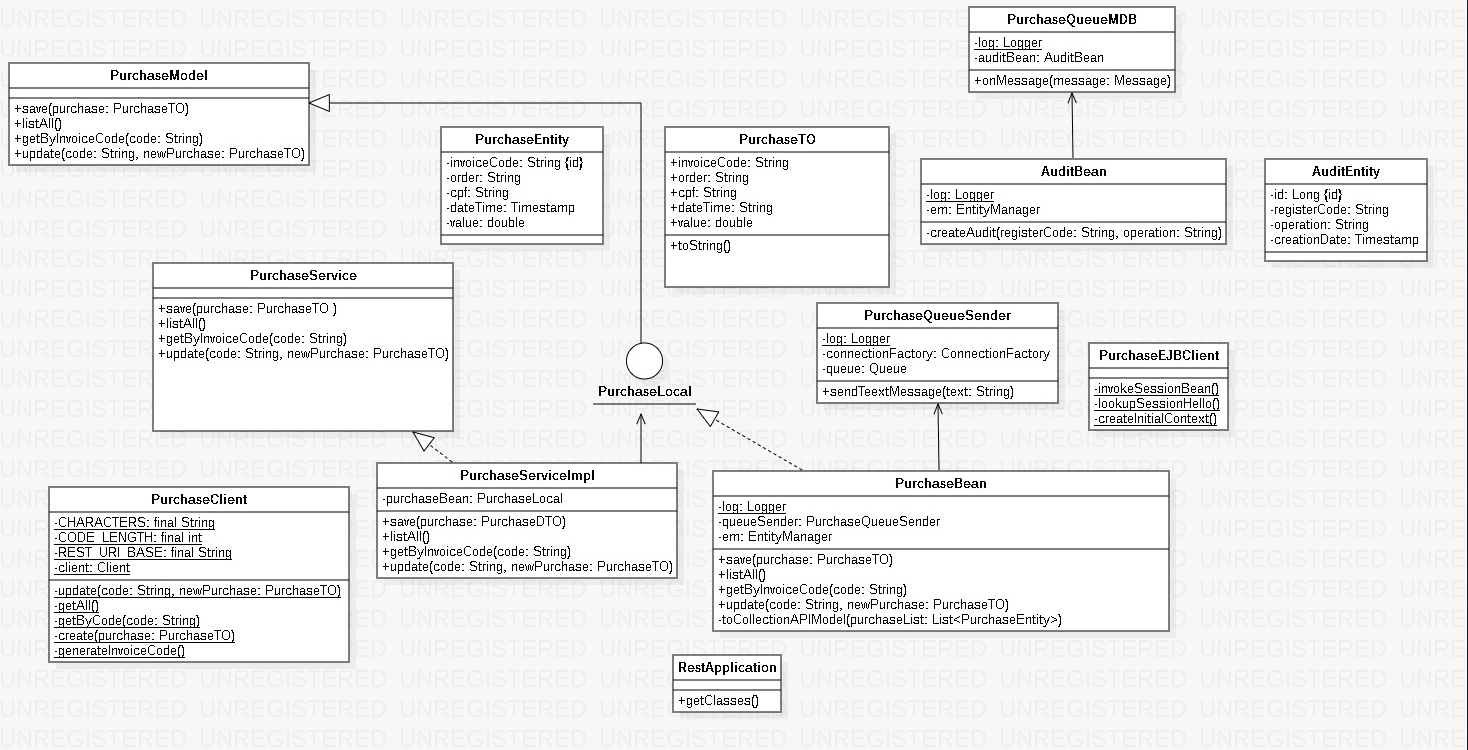 PurchaseQueueMDB
-log: Logger
-auditBean: AuditBean
+onMessage(message: Message)
PurchaseModel
+save(purchase: PurchaseTO)
+listAll()
+getByInvoiceCode(code: String)
+update(code: String, newPurchase: PurchaseTO)
PurchaseEntity
-invoiceCode: String {id}
-order: String
-cpf: String
-dateTime: Timestamp
-value: double
PurchaseTO
+invoiceCode: String
+order: String
+cpf: String
+dateTime: String
+value: double
+toString()
AuditBean
-log: Logger
-em: EntityManager
-createAudit(registerCode: String, operation: String)
AuditEntity
-id: Long {id}
-registerCode: String
-operation: String
-creationDate: Timestamp
PurchaseService
+save(purchase: PurchaseTO )
+listAll()
+getByInvoiceCode(code: String)
+update(code: String, newPurchase: PurchaseTO)
PurchaseLocal
PurchaseQueueSender
-log: Logger
-connectionFactory: ConnectionFactory
-queue: Queue
+sendTeextMessage(text: String)
PurchaseEJBClient
-invokeSessionBean()
-lookupSessionHello()
-createInitialContext()
PurchaseClient
-CHARACTERS: final String
-CODE_LENGTH: final int
-REST_URI_BASE: final String
-client: Client
-update(code: String, newPurchase: PurchaseTO)
-getAll()
-getByCode(code: String)
-create(purchase: PurchaseTO)
-generateInvoiceCode()
PurchaseServiceImpl
-purchaseBean: PurchaseLocal
+save(purchase: PurchaseDTO)
+listAll()
+getByInvoiceCode(code: String)
+update(code: String, newPurchase: PurchaseTO)
PurchaseBean
-log: Logger
-queueSender: PurchaseQueueSender
-em: EntityManager
+save(purchase: PurchaseTO)
+listAll()
+getByInvoiceCode(code: String)
+update(code: String, newPurchase: PurchaseTO)
-toCollectionAPIModel(purchaseList: List<PurchaseEntity>)
RestApplication
+getClasses()
UNREGISTERED